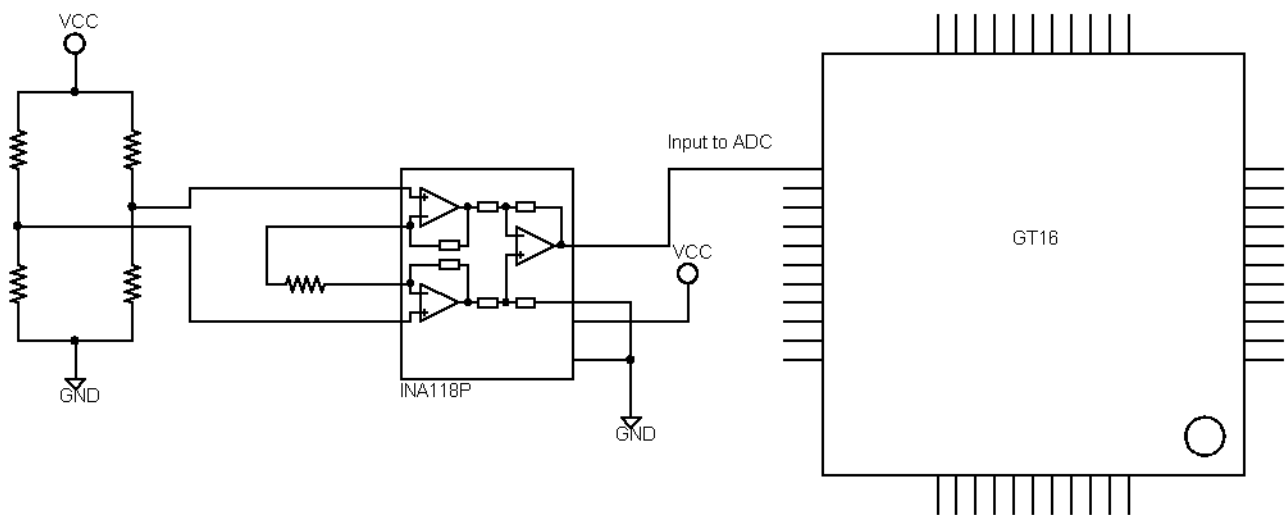 VCC
Input to ADC
GT16
VCC
GND
INA118P
GND